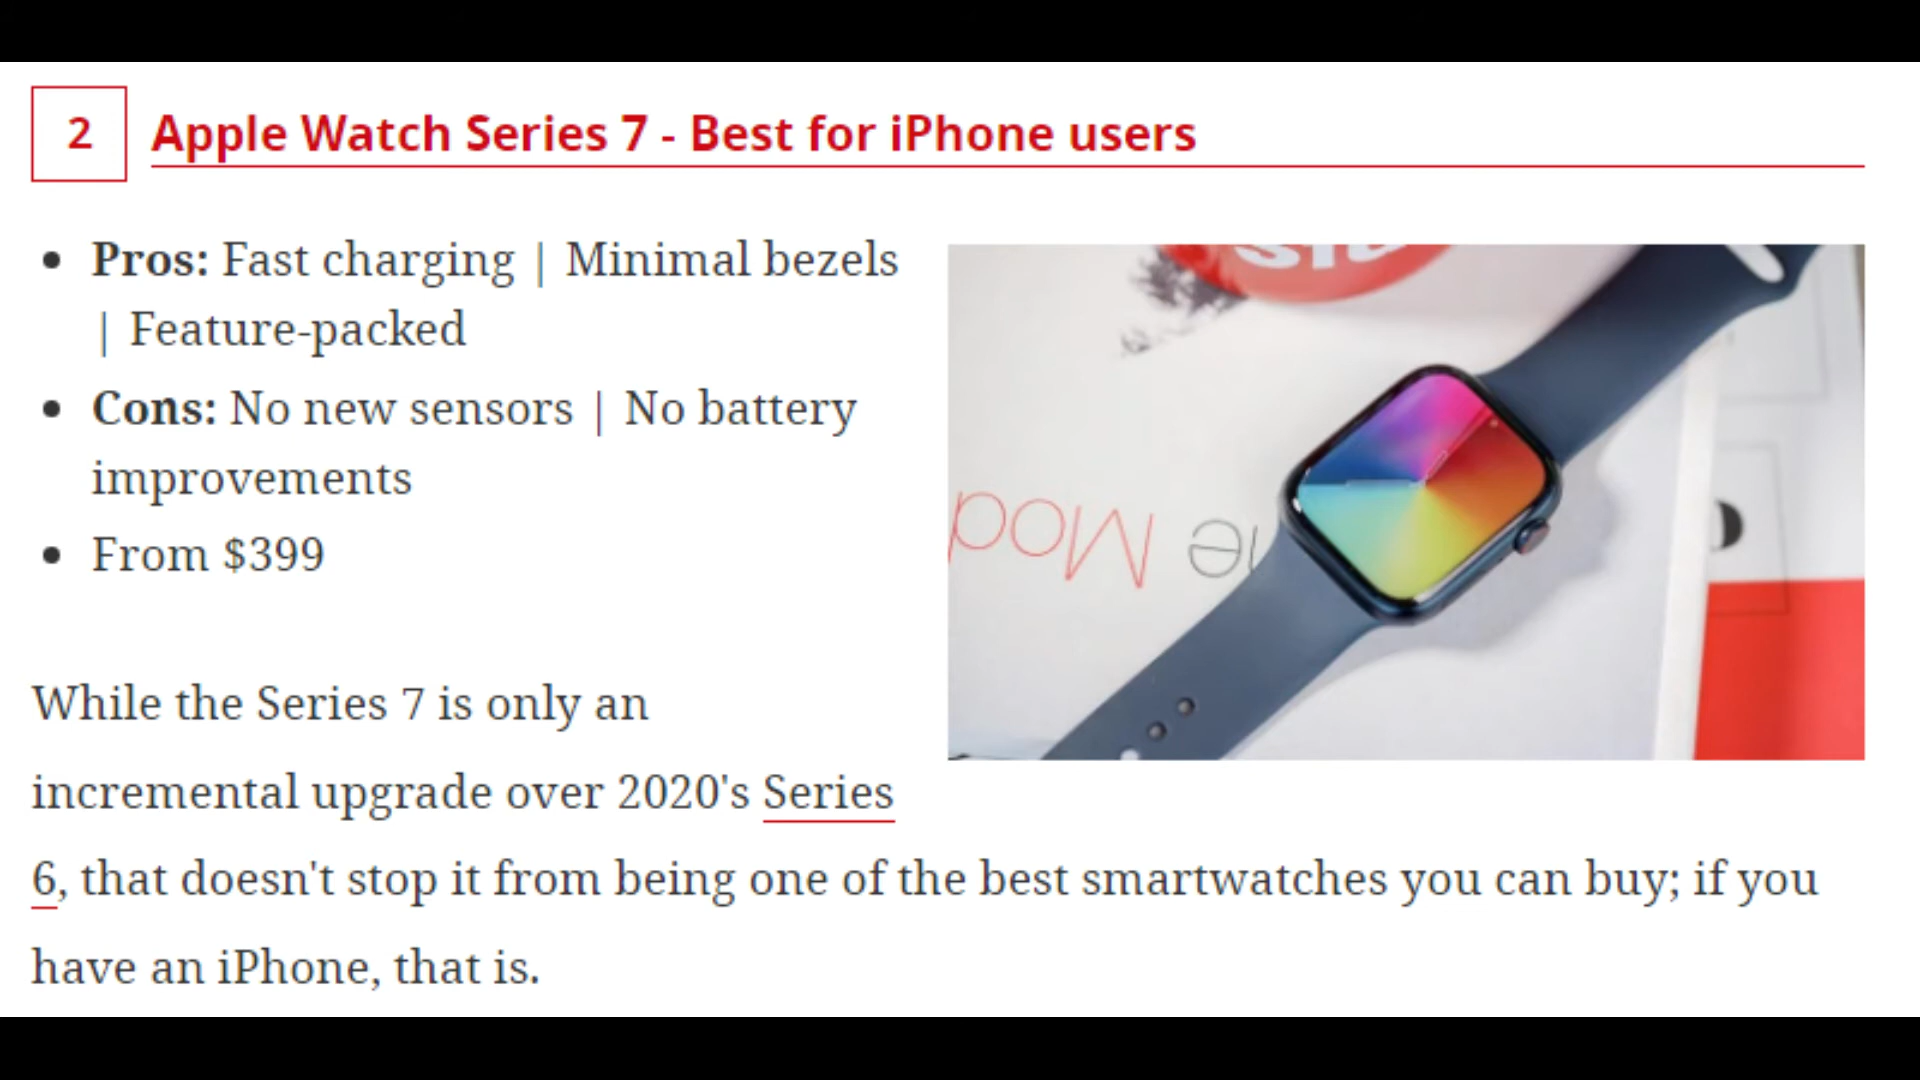 2
Apple Watch Series 7 - Best for iPhone users
• Pros: Fast charging | Minimal bezels
| Feature-packed
• Cons: No new sensors | No battery
improvements
• From $399
While the Series 7 is only an
incremental upgrade over 2020's Series
6, that doesn't stop it from being one of the best smartwatches you can buy; if you
have an iPhone, that is.